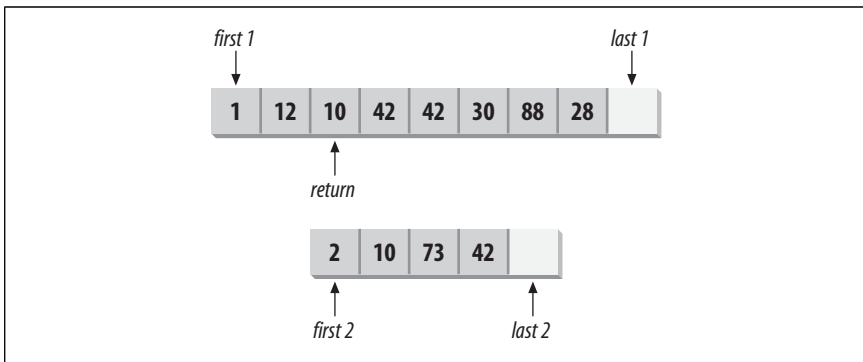 first 1 last 1
1 12 10 42 42 30 88 28
return
2 10 73 42
first 2 last 2